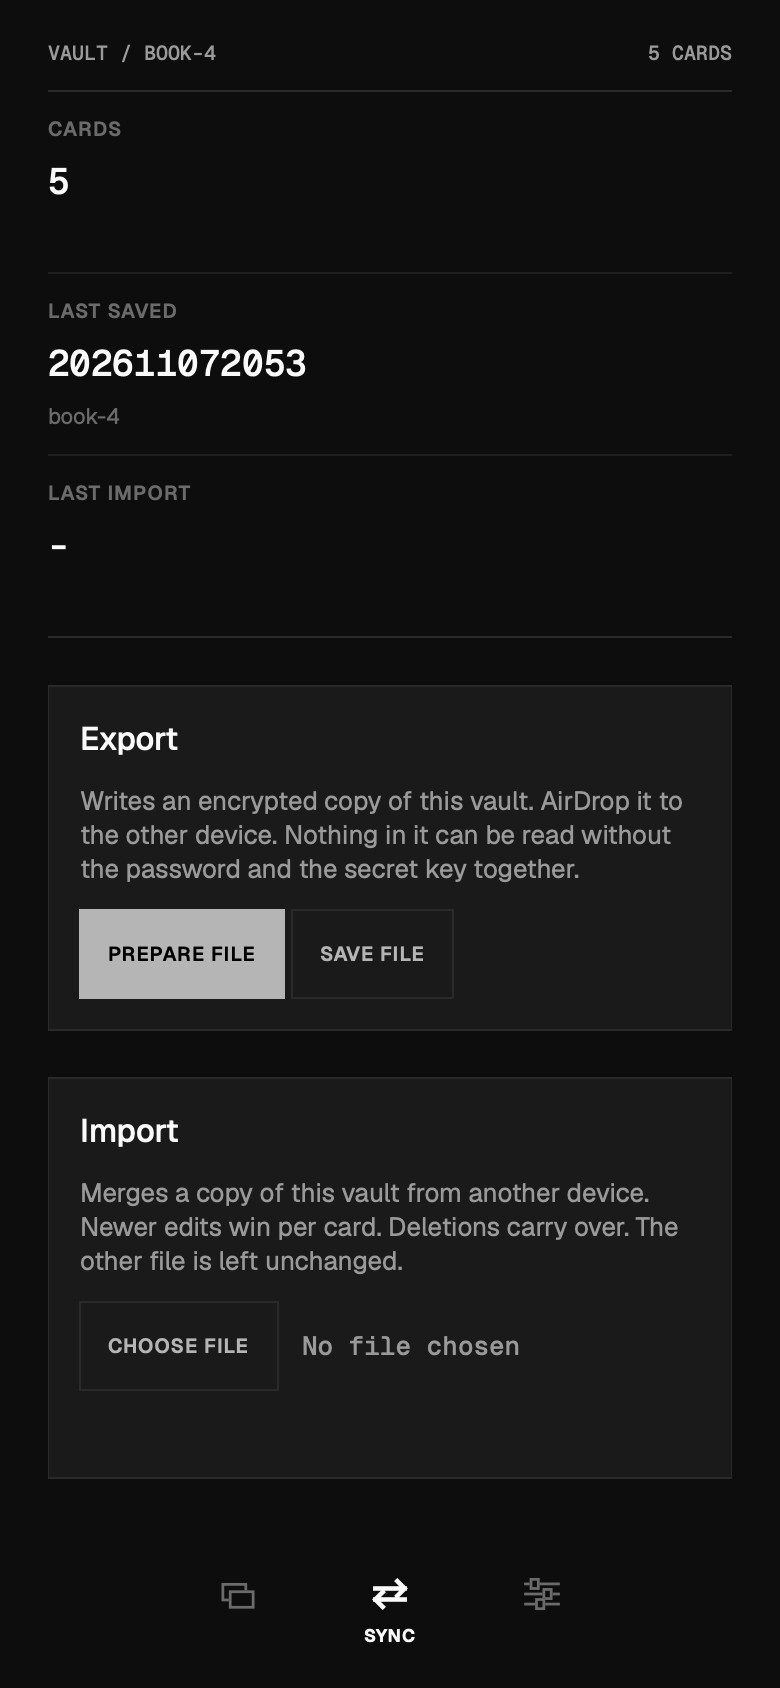 VAULT / BOOK-4
5 CARDS
CARDS
5
LAST SAVED
202611072053
book-4
LAST IMPORT
-
Export
Writes an encrypted copy of this vault. AirDrop it to
the other device. Nothing in it can be read without
the password and the secret key together.
PREPARE FILE
SAVE FILE
Import
Merges a copy of this vault from another device.
Newer edits win per card. Deletions carry over. The
other file is left unchanged.
CHOOSE FILE
No file chosen
SYNC